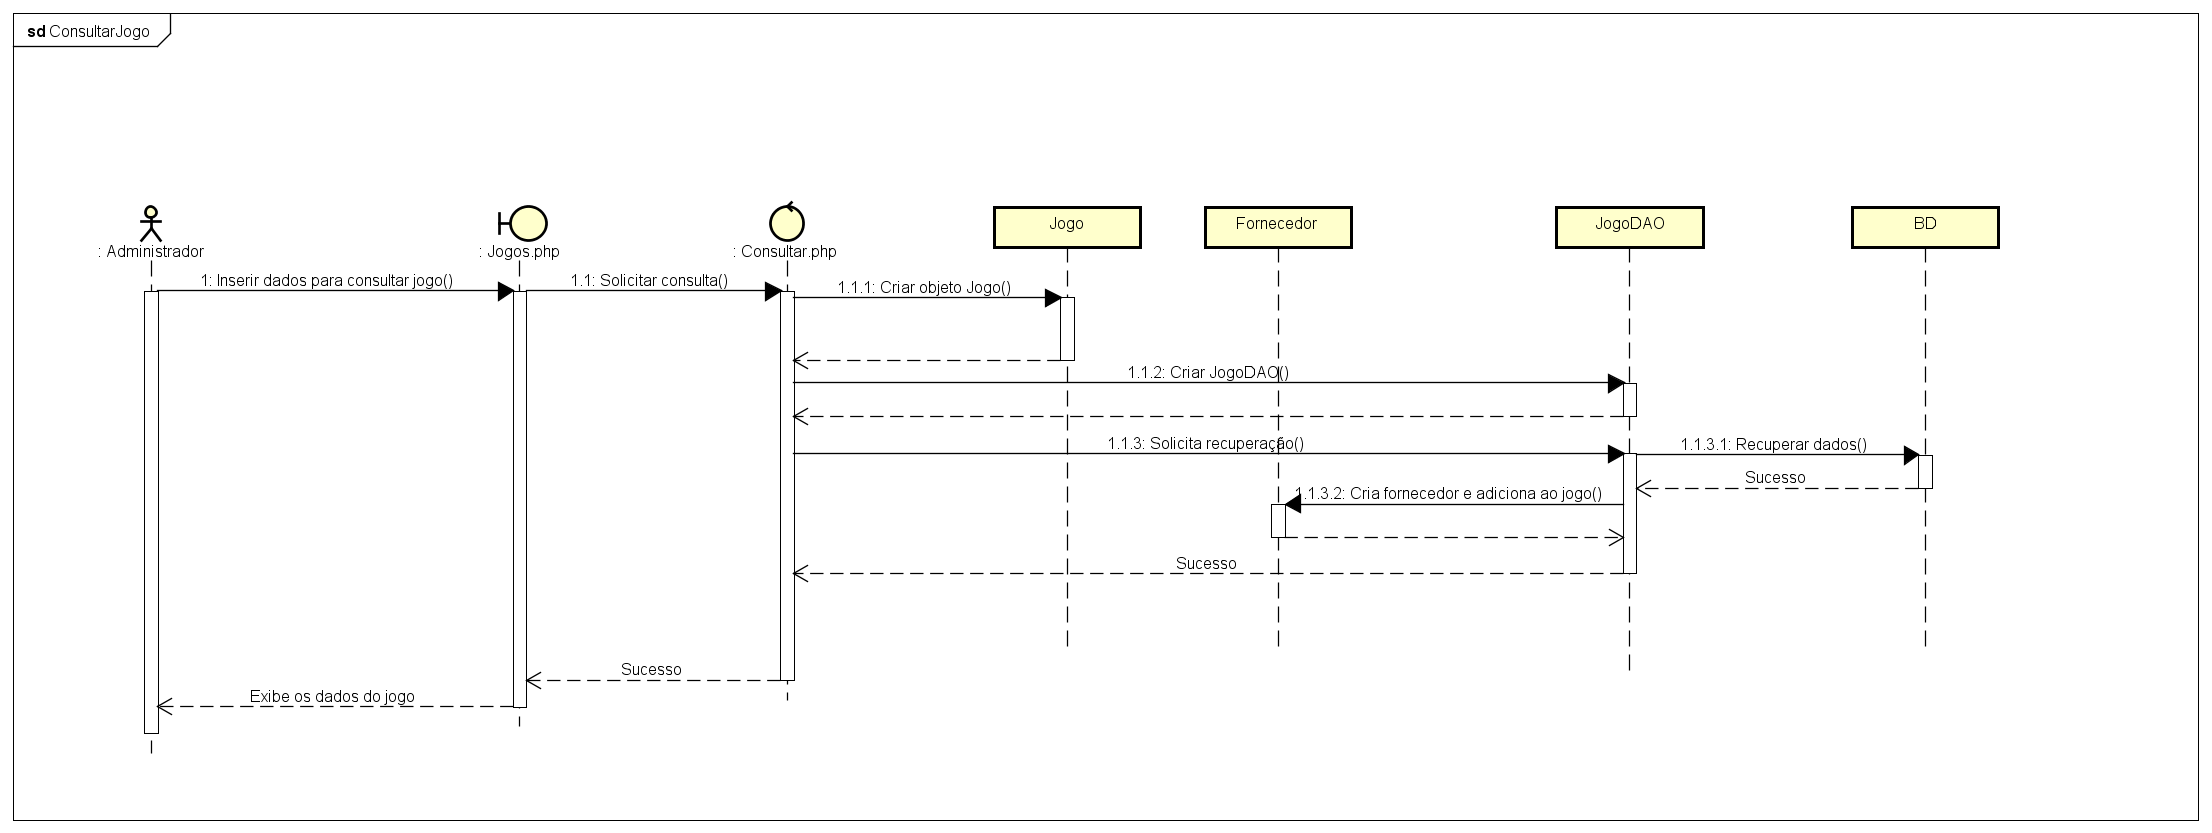 sd ConsultarJogo
: Administrador
: Jogos.php
: Consultar.php
Jogo
Fornecedor
JogoDAO
BD
1: Inserir dados para consultar jogo()
1.1: Solicitar consulta()
1.1.1: Criar objeto Jogo()
1.1.2: Criar JogoDAO()
1.1.3: Solicita recuperação()
1.1.3.1: Recuperar dados()
Sucesso
1.1.3.2: Cria fornecedor e adiciona ao jogo()
Sucesso
Sucesso
Exibe os dados do jogo